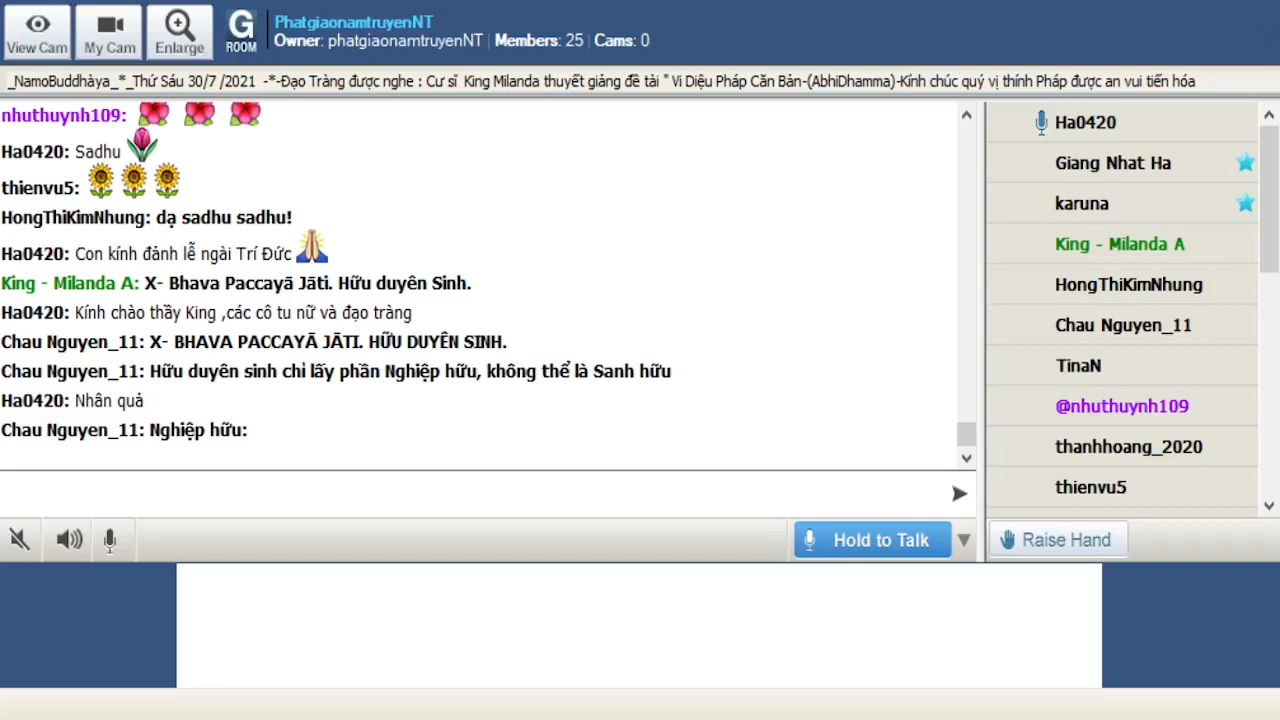 View Cam
My Cam
Enlarge
G
ROOM
PhatgiaonamtruyenNT
Owner: phatgiaonamtruyenNT | Members: 25 | Cams: 0
_NamoBuddhàya_*_Thứ Sáu 30/7 /2021 -*-Đạo Tràng được nghe : Cư sĩ King Milanda thuyết giảng đề tài " Vi Diệu Pháp Căn Bản-(AbhiDhamma)-Kính chúc quý vị thính Pháp được an vui tiến hóa
nhuthuynh109:
Ha0420: Sadhu
thienvu5:
HongThiKimNhung: dạ sadhu sadhu!
Ha0420: Con kính đảnh lễ ngài Trí Đức
King - Milanda A: X- Bhava Paccayā Jāti. Hữu duyên Sinh.
Ha0420: Kính chào thầy King ,các cô tu nữ và đạo tràng
Chau Nguyen_11: X- BHAVA PACCAYĀ JĀTI. HỮU DUYÊN SINH.
Chau Nguyen_11: Hữu duyên sinh chỉ lấy phần Nghiệp hữu, không thể là Sanh hữu
Ha0420: Nhân quả
Chau Nguyen_11: Nghiệp hữu:
Ha0420
Giang Nhat Ha
karuna
King - Milanda A
HongThiKimNhung
Chau Nguyen_11
TinaN
@nhuthuynh109
thanhhoang_2020
thienvu5
Hold to Talk
Raise Hand